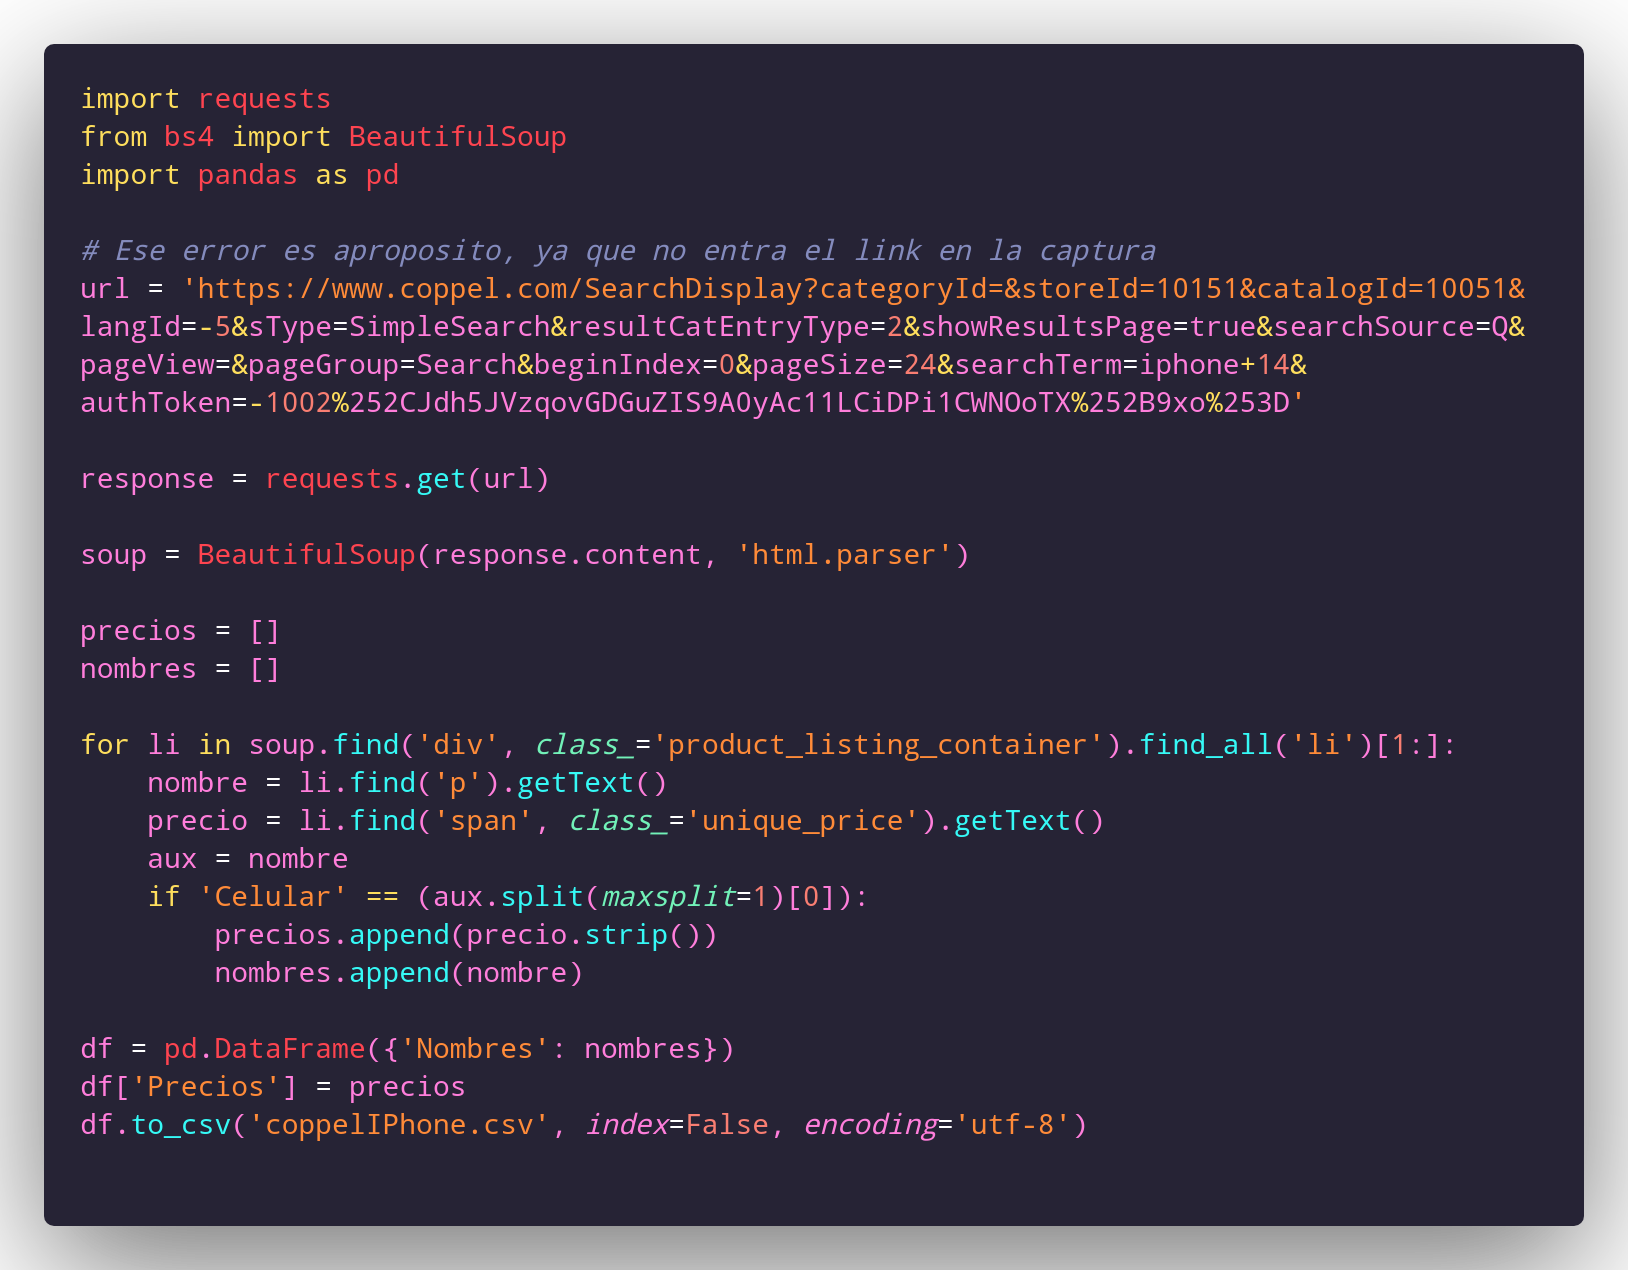 import requests
from bs4 import BeautifulSoup
import pandas as pd
# Ese error es aproposito, ya que no entra el link en la captura
url = 'https://www.coppel.com/SearchDisplay?categoryId=&storeId=10151&catalogId=10051&
langId=-5&sType=SimpleSearch&resultCatEntryType=2&showResultsPage=true&searchSource=Q&
pageView=&pageGroup=Search&beginIndex=0&pageSize=24&searchTerm=iphone+14&
authToken=-1002%252CJdh5JVzqovGDGuZIS9A0yAc11LCiDPi1CWNOoTX%252B9xo%253D'
response = requests.get(url)
soup = BeautifulSoup(response.content, 'html.parser')
precios = []
nombres = []
for li in soup.find('div', class_='product_listing_container').find_all('li')[1:]:
    nombre = li.find('p').getText()
    precio = li.find('span', class_='unique_price').getText()
    aux = nombre
    if 'Celular' == (aux.split(maxsplit=1)[0]):
        precios.append(precio.strip())
        nombres.append(nombre)
df = pd.DataFrame({'Nombres': nombres})
df['Precios'] = precios
df.to_csv('coppelIPhone.csv', index=False, encoding='utf-8')